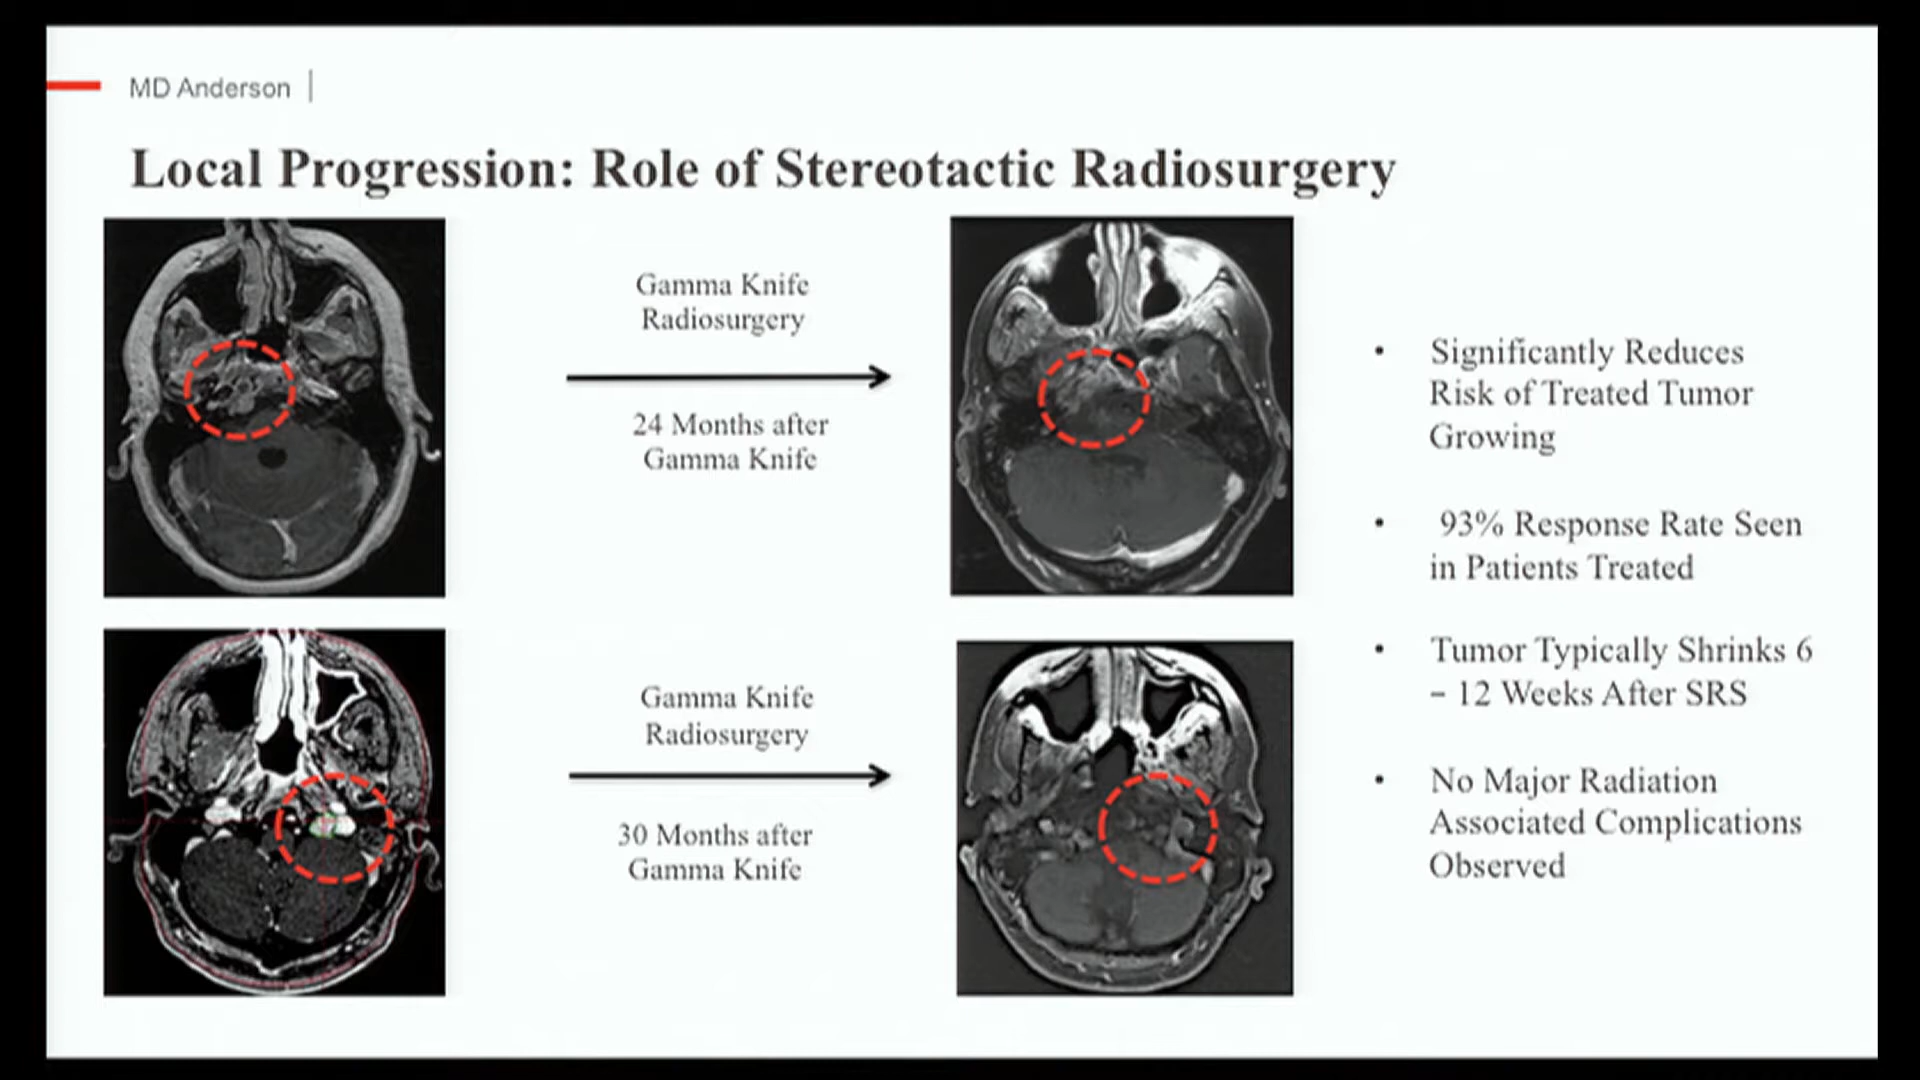 MD Anderson
Local Progression: Role of Stereotactic Radiosurgery
Gamma Knife
Radiosurgery
24 Months after
Gamma Knife
Gamma Knife
Radiosurgery
30 Months after
Gamma Knife
• Significantly Reduces
Risk of Treated Tumor
Growing
• 93% Response Rate Seen
in Patients Treated
• Tumor Typically Shrinks 6
– 12 Weeks After SRS
• No Major Radiation
Associated Complications
Observed